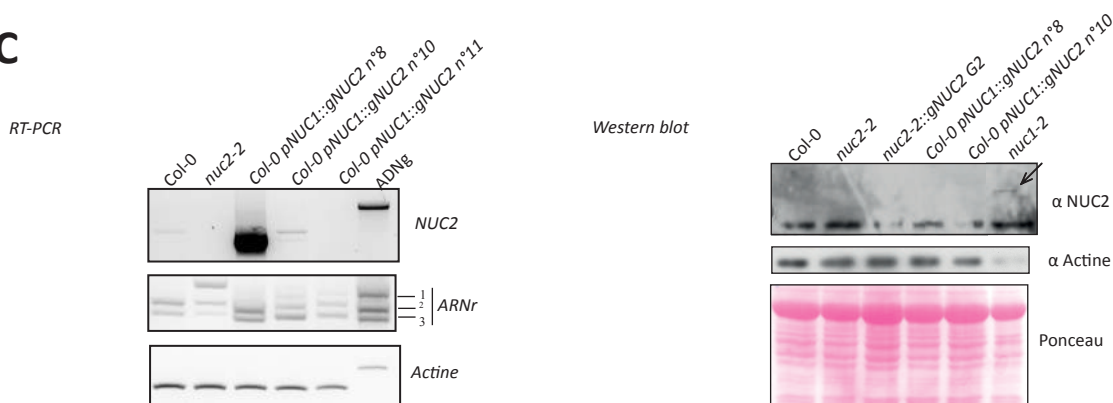 C
RT-PCR
Col-0
nuc2-2
Col-0 pNUC1::gNUC2 n°8
Col-0 pNUC1::gNUC2 n°10
Col-0 pNUC1::gNUC2 n°11
ADNg
NUC2
1
2
3
ARNr
Actine
Western blot
Col-0
nuc2-2
nuc2-2::gNUC2 G2
Col-0 pNUC1::gNUC2 n°8
Col-0 pNUC1::gNUC2 n°10
nuc1-2
α NUC2
α Actine
Ponceau